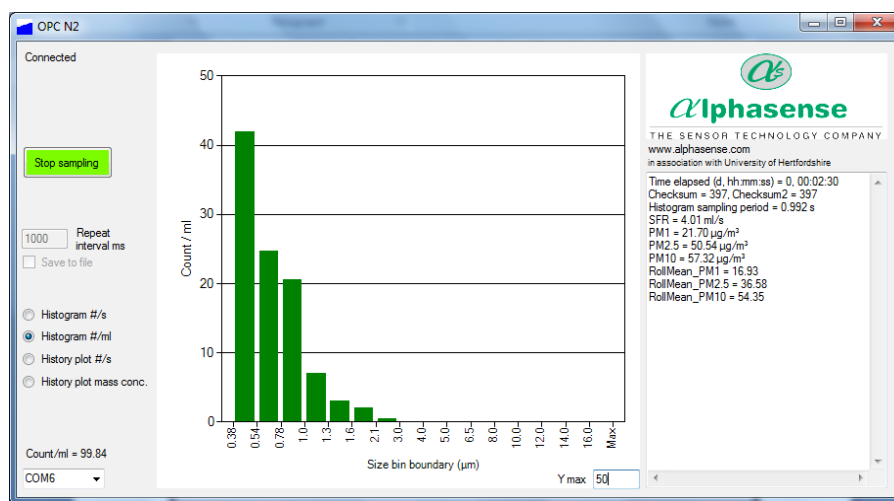 OPC N2
Connected
Stop sampling
1000
Repeat
interval ms
Save to file
Histogram #/s
Histogram #/ml
History plot #/s
History plot mass conc.
Count/ml = 99.84
COM6
Count / ml
50
40
30
20
10
0
0.38
0.54
0.78
1.0
1.3
1.6
2.1
3.0
4.0
5.0
6.5
8.0
10.0
12.0
14.0
16.0
Max
Size bin boundary (µm)
Y max 50
αs
αlphasense
THE SENSOR TECHNOLOGY COMPANY
www.alphasense.com
in association with University of Hertfordshire
Time elapsed (d, hh:mm:ss) = 0, 00:02:30
Checksum = 397, Checksum2 = 397
Histogram sampling period = 0.992 s
SFR = 4.01 ml/s
PM1 = 21.70 µg/m³
PM2.5 = 50.54 µg/m³
PM10 = 57.32 µg/m³
RollMean_PM1 = 16.93
RollMean_PM2.5 = 36.58
RollMean_PM10 = 54.35